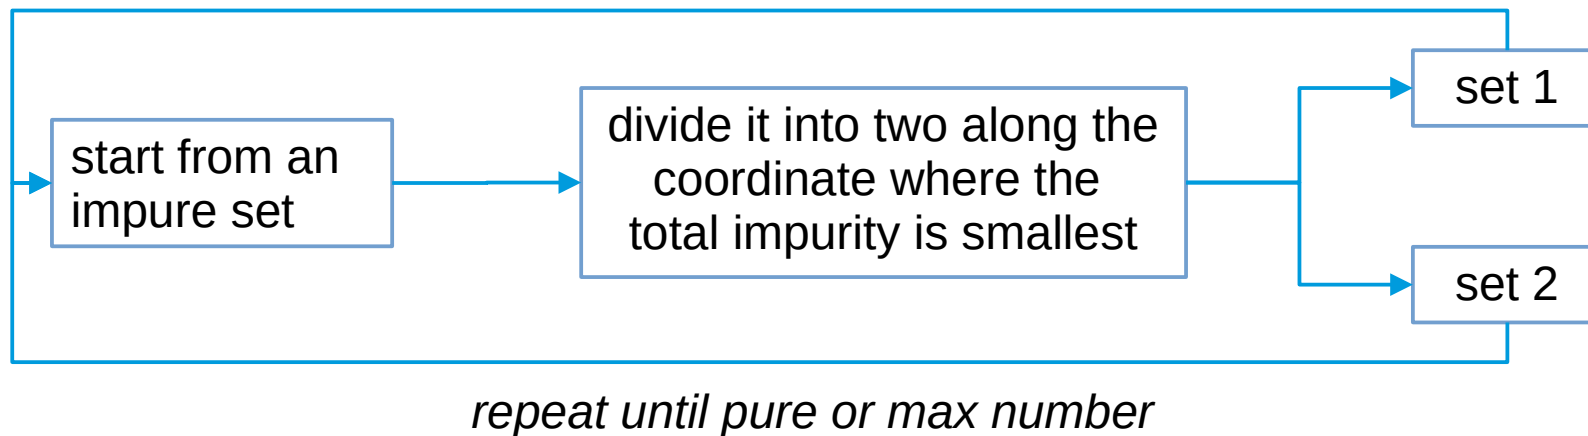 start from an
impure set
divide it into two along the
coordinate where the
total impurity is smallest
set 1
set 2
repeat until pure or max number